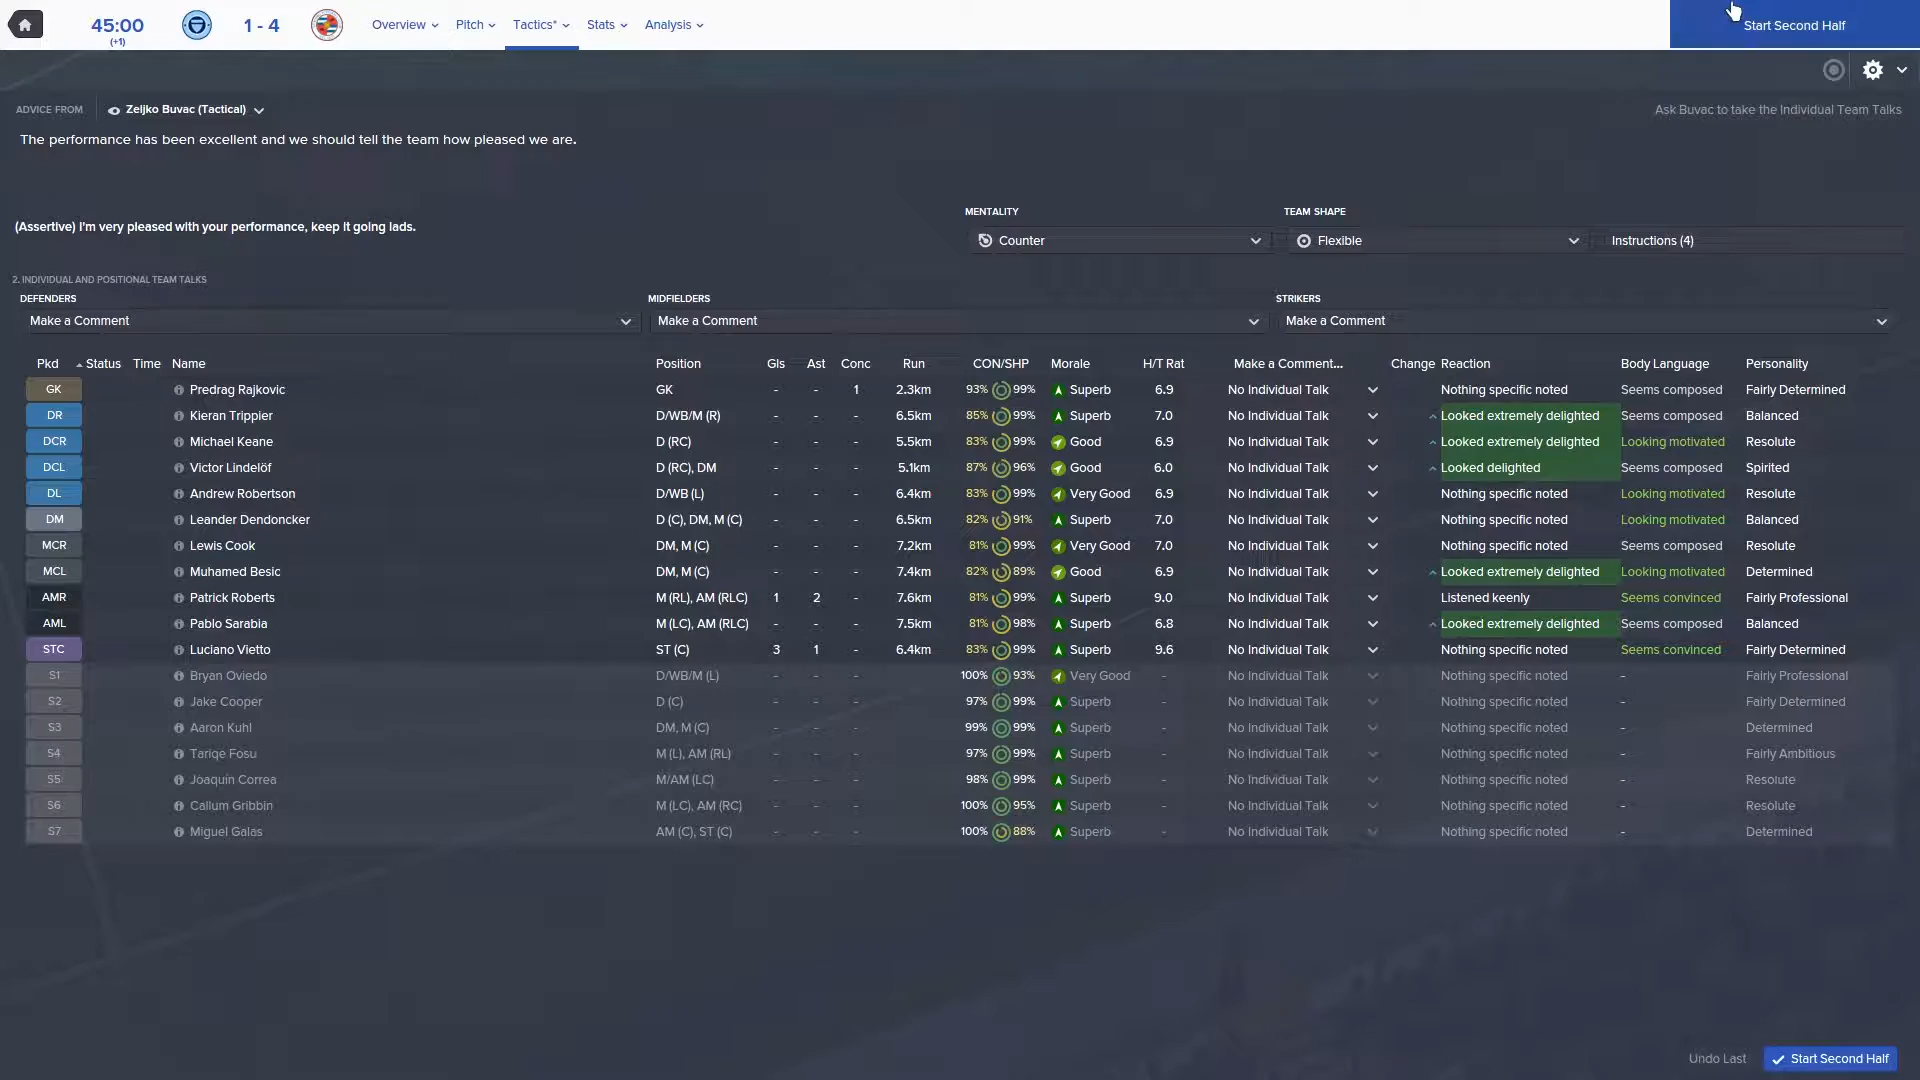 45:00
(+1)
1 - 4
Overview
Pitch
Tactics*
Stats
Analysis
Start Second Half
ADVICE FROM
Zeljko Buvac (Tactical)
Ask Buvac to take the Individual Team Talks
The performance has been excellent and we should tell the team how pleased we are.
MENTALITY
TEAM SHAPE
(Assertive) I'm very pleased with your performance, keep it going lads.
Counter
Flexible
Instructions (4)
2. INDIVIDUAL AND POSITIONAL TEAM TALKS
DEFENDERS
MIDFIELDERS
STRIKERS
Make a Comment
Make a Comment
Make a Comment
Pkd Status Time Name Position Gls Ast Conc Run CON/SHP Morale H/T Rat Make a Comment... Change Reaction Body Language Personality
GK Predrag Rajkovic GK - - 1 2.3km 93% 99% Superb 6.9 No Individual Talk Nothing specific noted Seems composed Fairly Determined
DR Kieran Trippier D/WB/M (R) - - - 6.5km 85% 99% Superb 7.0 No Individual Talk Looked extremely delighted Seems composed Balanced
DCR Michael Keane D (RC) - - - 5.5km 83% 99% Good 6.9 No Individual Talk Looked extremely delighted Looking motivated Resolute
DCL Victor Lindelöf D (RC), DM - - - 5.1km 87% 96% Good 6.0 No Individual Talk Looked delighted Seems composed Spirited
DL Andrew Robertson D/WB (L) - - - 6.4km 83% 99% Very Good 6.9 No Individual Talk Nothing specific noted Looking motivated Resolute
DM Leander Dendoncker D (C), DM, M (C) - - - 6.5km 82% 91% Superb 7.0 No Individual Talk Nothing specific noted Looking motivated Balanced
MCR Lewis Cook DM, M (C) - - - 7.2km 81% 99% Very Good 7.0 No Individual Talk Nothing specific noted Seems composed Resolute
MCL Muhamed Besic DM, M (C) - - - 7.4km 82% 89% Good 6.9 No Individual Talk Looked extremely delighted Looking motivated Determined
AMR Patrick Roberts M (RL), AM (RLC) 1 2 - 7.6km 81% 99% Superb 9.0 No Individual Talk Listened keenly Seems convinced Fairly Professional
AML Pablo Sarabia M (LC), AM (RLC) - - - 7.5km 81% 98% Superb 6.8 No Individual Talk Looked extremely delighted Seems composed Balanced
STC Luciano Vietto ST (C) 3 1 - 6.4km 83% 99% Superb 9.6 No Individual Talk Nothing specific noted Seems convinced Fairly Determined
S1 Bryan Oviedo D/WB/M (L) 100% 93% Very Good - No Individual Talk Nothing specific noted - Fairly Professional
S2 Jake Cooper D (C) 97% 99% Superb - No Individual Talk Nothing specific noted - Fairly Determined
S3 Aaron Kuhl DM, M (C) 99% 99% Superb - No Individual Talk Nothing specific noted - Determined
S4 Tariqe Fosu M (L), AM (RL) 97% 99% Superb - No Individual Talk Nothing specific noted - Fairly Ambitious
S5 Joaquín Correa M/AM (LC) 98% 99% Superb - No Individual Talk Nothing specific noted - Resolute
S6 Callum Gribbin M (LC), AM (RC) 100% 95% Superb - No Individual Talk Nothing specific noted - Resolute
S7 Miguel Galas AM (C), ST (C) 100% 88% Superb - No Individual Talk Nothing specific noted - Determined
Undo Last
Start Second Half